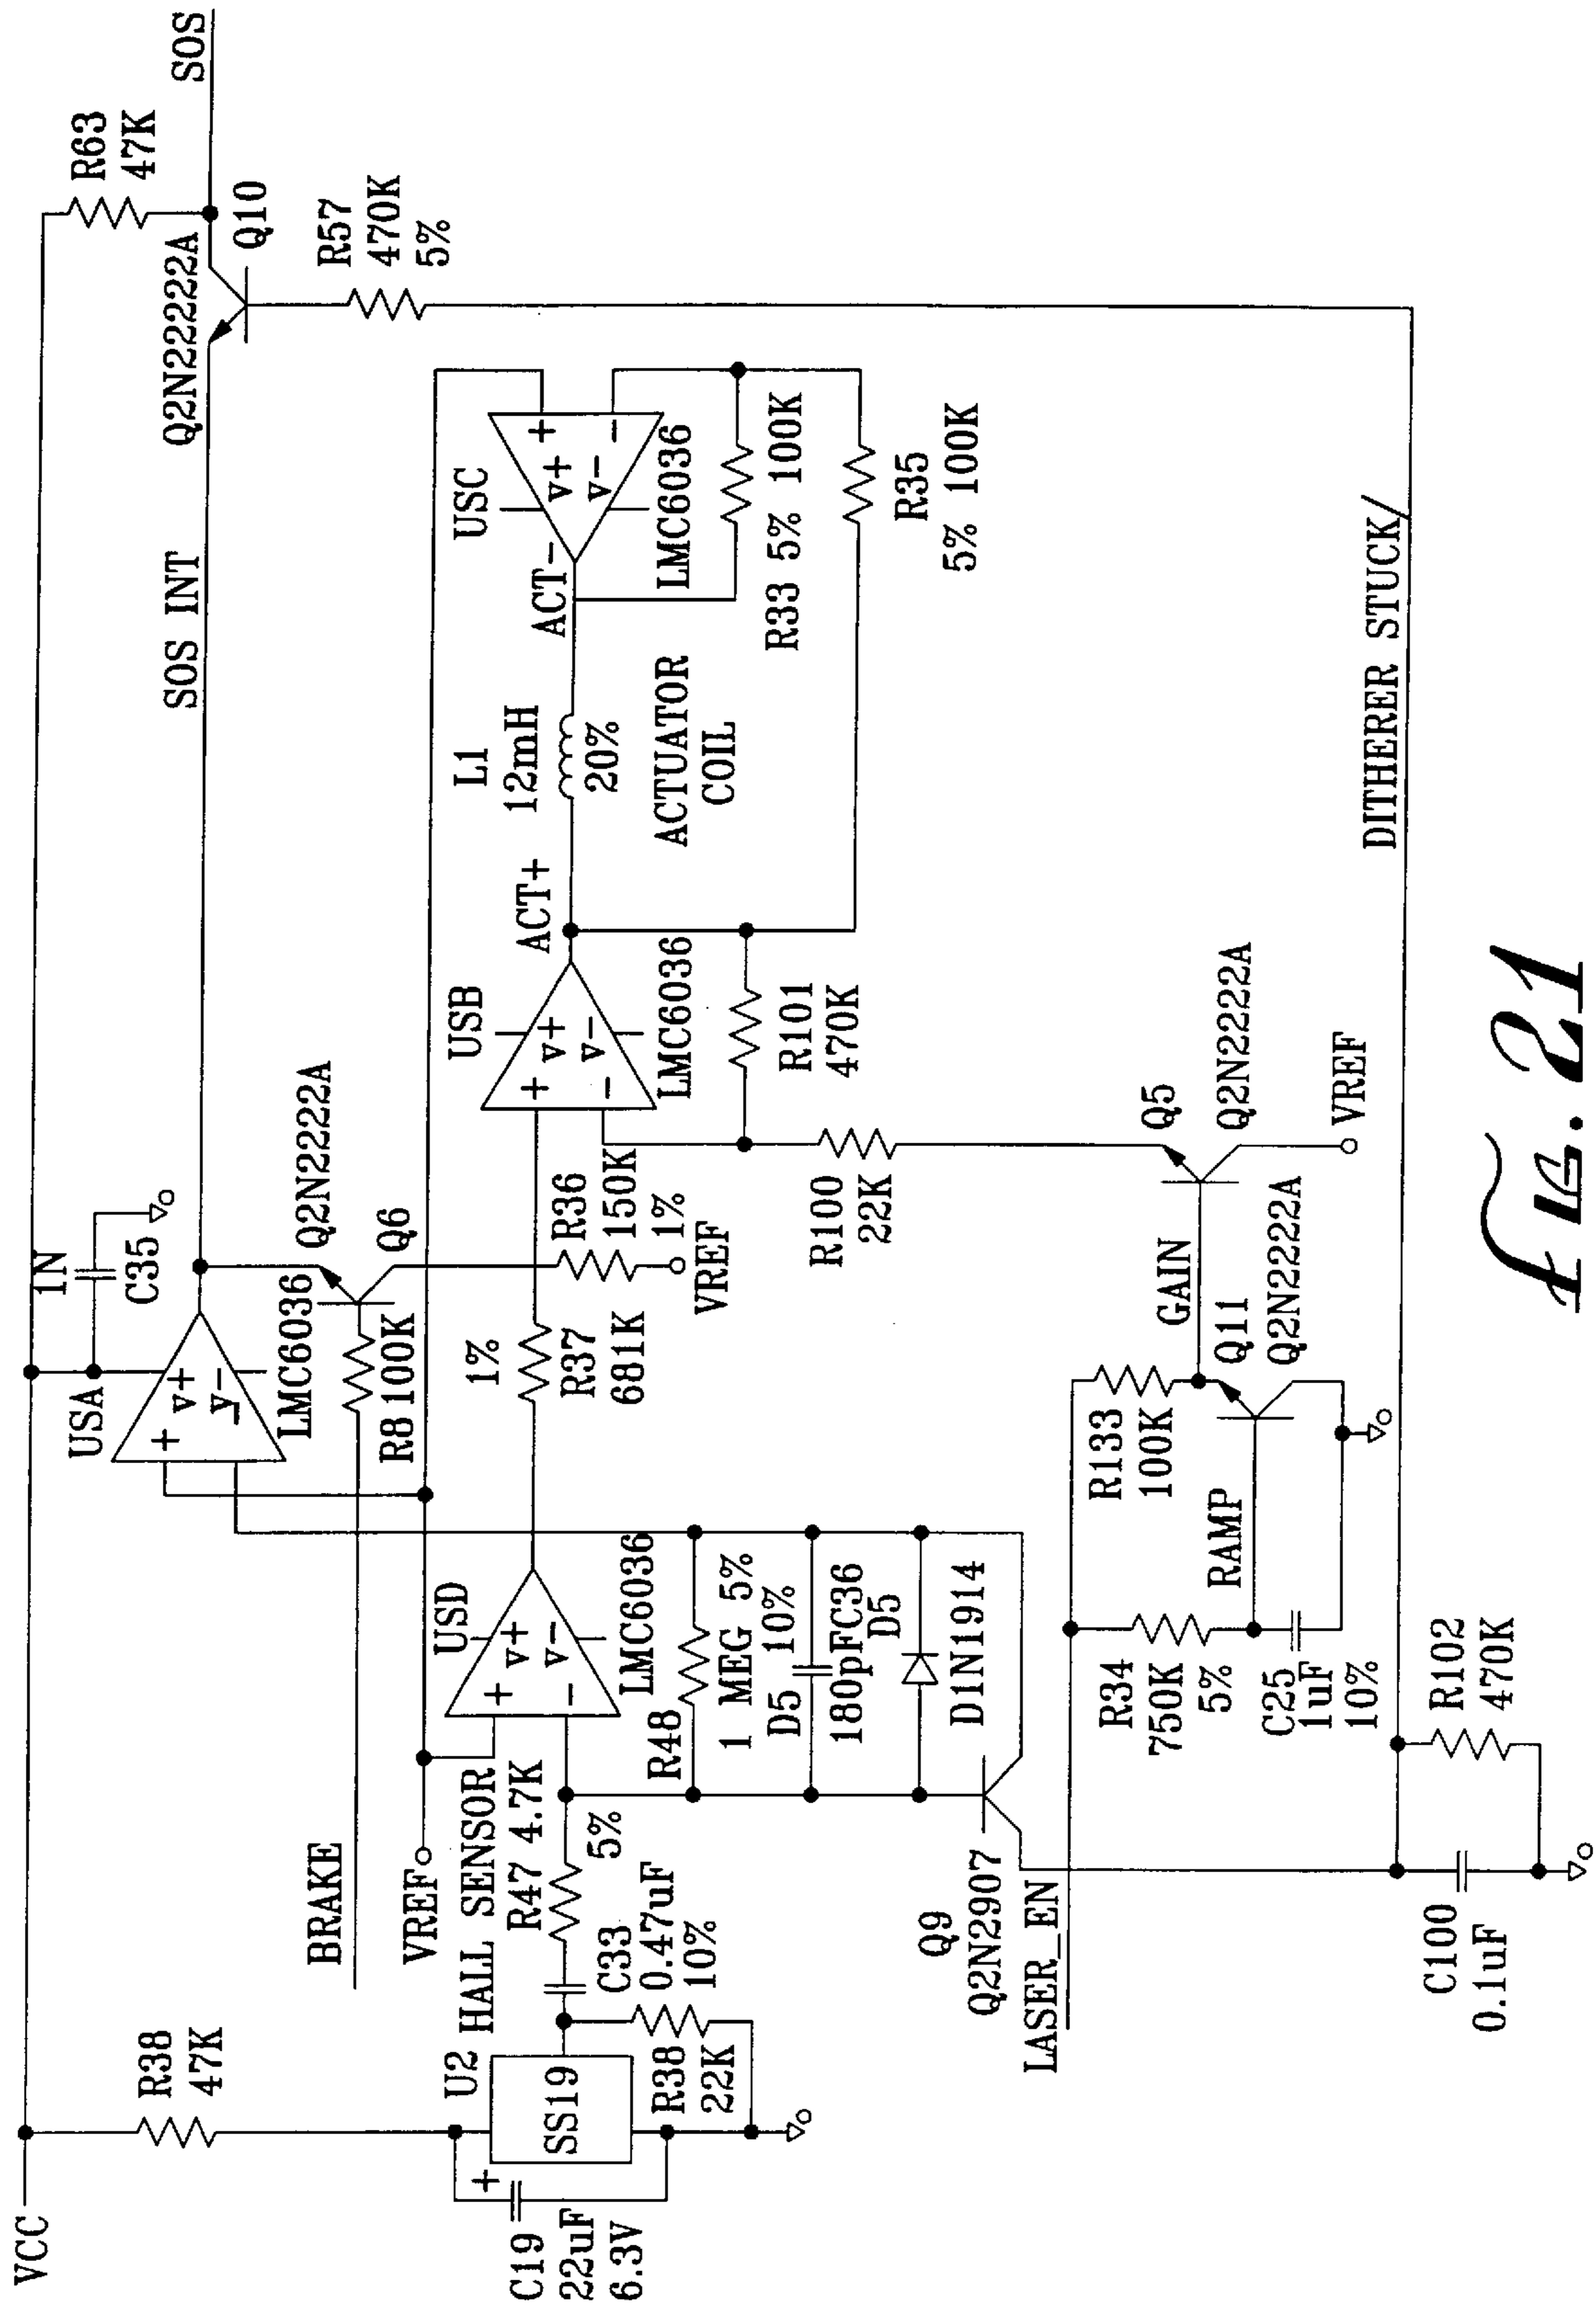 VCC
R38
47K
C19
22uF
6.3V
+
U2
SS19
HALL SENSOR
R38
22K
C33
0.47uF
10%
R47 4.7K
5%
BRAKE
VREF
USD
+
V+
V-
-
LMC6036
R48
1 MEG 5%
D5 10%
180pFC36
D5
D1N1914
Q9
Q2N2907
LASER_EN
USA
+
V+
V-
-
LMC6036
1N
C35
R8 100K
Q2N2222A
Q6
1%
R37
681K
R36
150K
1%
VREF
USB
+
V+
V-
-
LMC6036
R101
470K
R100
22K
ACT+
L1
12mH
20%
ACTUATOR
COIL
ACT-
USC
+
V+
V-
-
LMC6036
R33 5% 100K
R35
5% 100K
SOS INT
Q2N22222A
Q10
R63
47K
SOS
R57
470K
5%
R34
750K
5%
C25
1uF
10%
RAMP
R133
100K
Q11
Q2N2222A
GAIN
Q5
Q2N2222A
VREF
DITHERER STUCK/
R102
470K
C100
0.1uF
FIG. 21